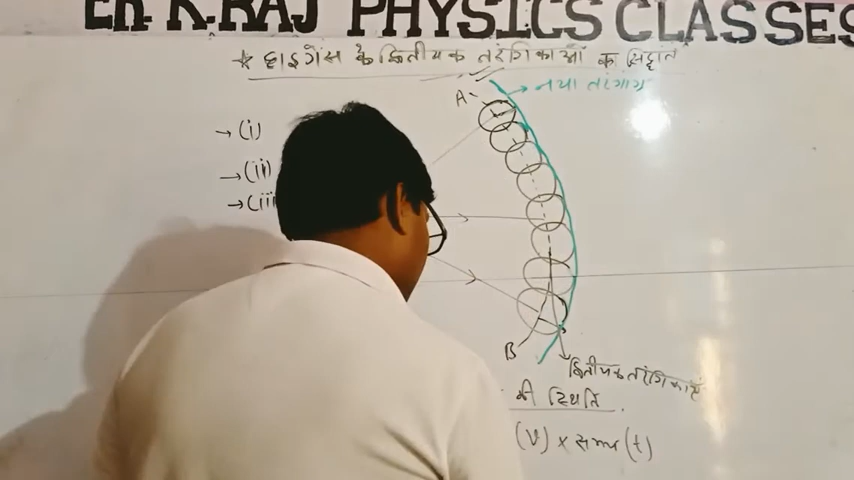 ER. K.RAJ PHYSICS CLASSES
* हाइगेंस के द्वितीयक तरंगिकाओं का सिद्धांत
A
→ नया तरंगाग्र
→ (i)
→ (ii)
→ (iii
B
द्वितीयक तरंगिकाएं
की स्थिति
(V) × समय (t)